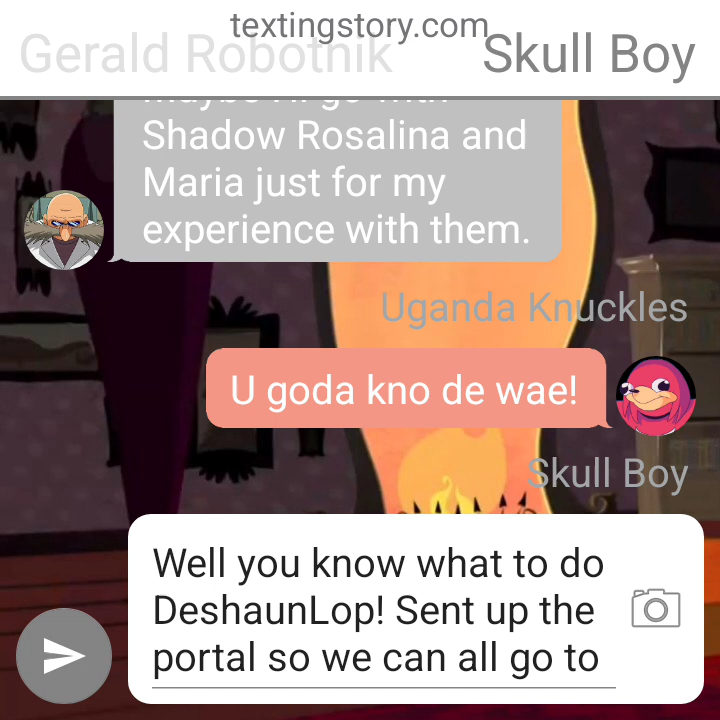 textingstory.com
Gerald Robotnik
Skull Boy
Shadow Rosalina and
Maria just for my
experience with them.
Uganda Knuckles
U goda kno de wae!
Skull Boy
Well you know what to do
DeshaunLop! Sent up the
portal so we can all go to